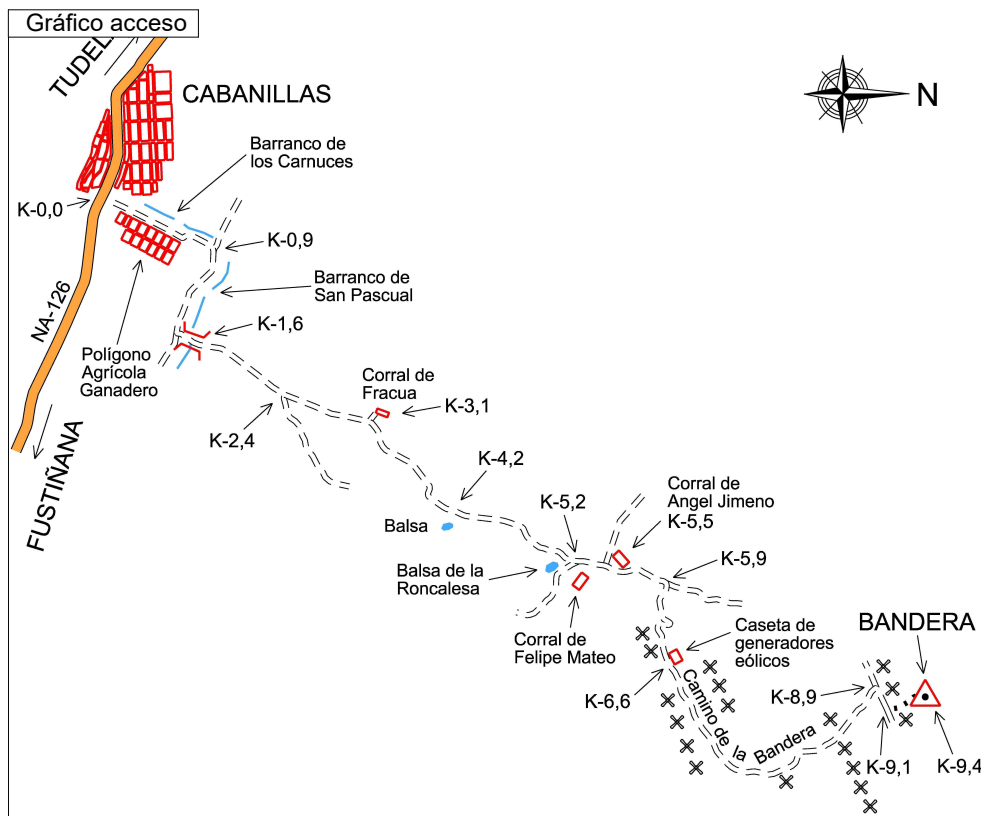 Gráfico acceso
TUDELA
CABANILLAS
N
Barranco de
los Carnuces
K-0,0
K-0,9
Barranco de
San Pascual
NA-126
K-1,6
Polígono
Agrícola
Ganadero
Corral de
Fracua
K-3,1
K-2,4
FUSTIÑANA
K-4,2
Corral de
Angel Jimeno
K-5,5
K-5,2
Balsa
K-5,9
Balsa de la
Roncalesa
Corral de
Felipe Mateo
Caseta de
generadores
eólicos
BANDERA
K-6,6
Camino de la Bandera
K-8,9
K-9,1
K-9,4